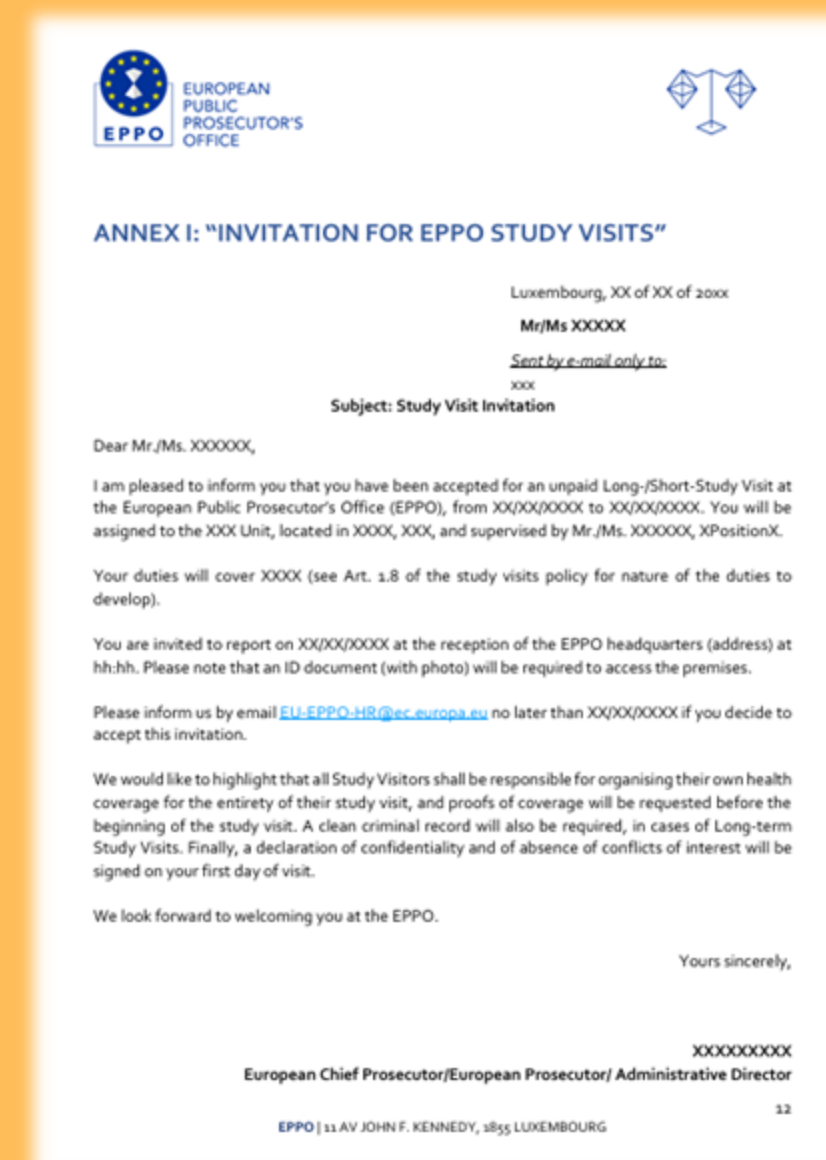 EUROPEAN
PUBLIC
PROSECUTOR'S
OFFICE
EPPO
ANNEX I: “INVITATION FOR EPPO STUDY VISITS”
Luxembourg, XX of XX of 20xx
Mr/Ms XXXXX
Sent by e-mail only to:
xxx
Subject: Study Visit Invitation
Dear Mr./Ms. XXXXXX,
I am pleased to inform you that you have been accepted for an unpaid Long-/Short-Study Visit at
the European Public Prosecutor's Office (EPPO), from XX/XX/XXXX to XX/XX/XXXX. You will be
assigned to the XXX Unit, located in XXXX, XXX, and supervised by Mr./Ms. XXXXXX, XPositionX.
Your duties will cover XXXX (see Art. 1.8 of the study visits policy for nature of the duties to
develop).
You are invited to report on XX/XX/XXXX at the reception of the EPPO headquarters (address) at
hh:hh. Please note that an ID document (with photo) will be required to access the premises.
Please inform us by email EU-EPPO-HR@ec.europa.eu no later than XX/XX/XXXX if you decide to
accept this invitation.
We would like to highlight that all Study Visitors shall be responsible for organising their own health
coverage for the entirety of their study visit, and proofs of coverage will be requested before the
beginning of the study visit. A clean criminal record will also be required, in cases of Long-term
Study Visits. Finally, a declaration of confidentiality and of absence of conflicts of interest will be
signed on your first day of visit.
We look forward to welcoming you at the EPPO.
Yours sincerely,
XXXXXXXXX
European Chief Prosecutor/European Prosecutor/ Administrative Director
12
EPPO | 11 AV JOHN F. KENNEDY, 1855 LUXEMBOURG